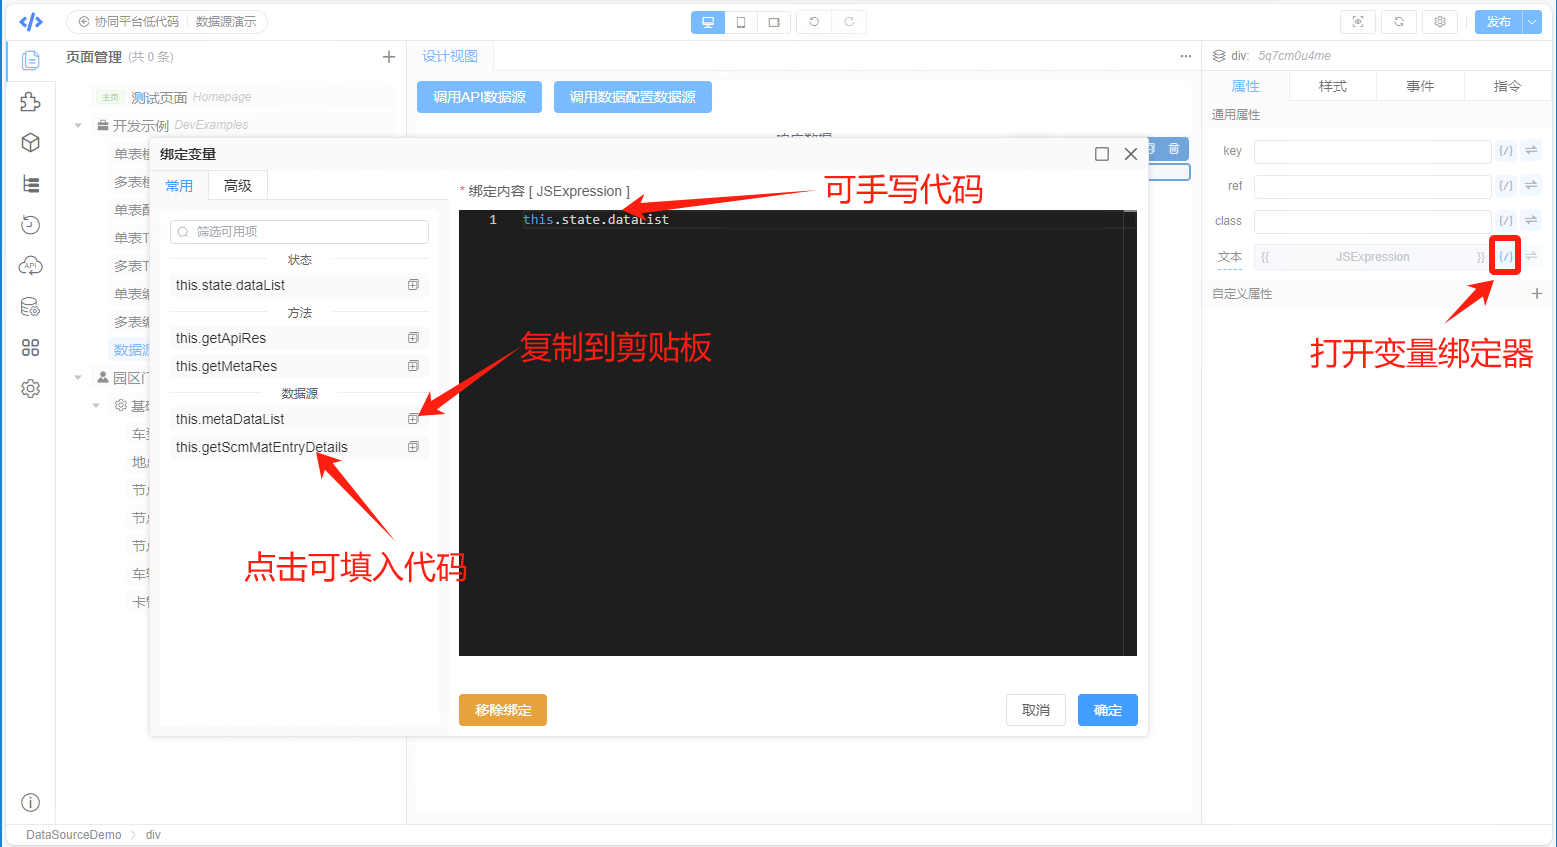 协同平台低代码 数据源演示
发布
页面管理 (共 0 条)
设计视图
div: 5q7cm0u4me
属性 样式 事件 指令
通用属性
主页 测试页面 Homepage
开发示例 DevExamples
调用API数据源 调用数据配置数据源
单表
多表
单表
单表T
多表T
单表
多表
数据源
园区
车
地
节
节
节
车
卡
绑定变量
常用 高级
筛选可用项
状态
this.state.dataList
方法
this.getApiRes
this.getMetaRes
数据源
this.metaDataList
this.getScmMatEntryDetails
* 绑定内容 [ JSExpression ]
1 this.state.dataList
可手写代码
复制到剪贴板
点击可填入代码
移除绑定 取消 确定
key
ref
class
文本 {{ JSExpression }} {/}
自定义属性
打开变量绑定器
API
DataSourceDemo > div